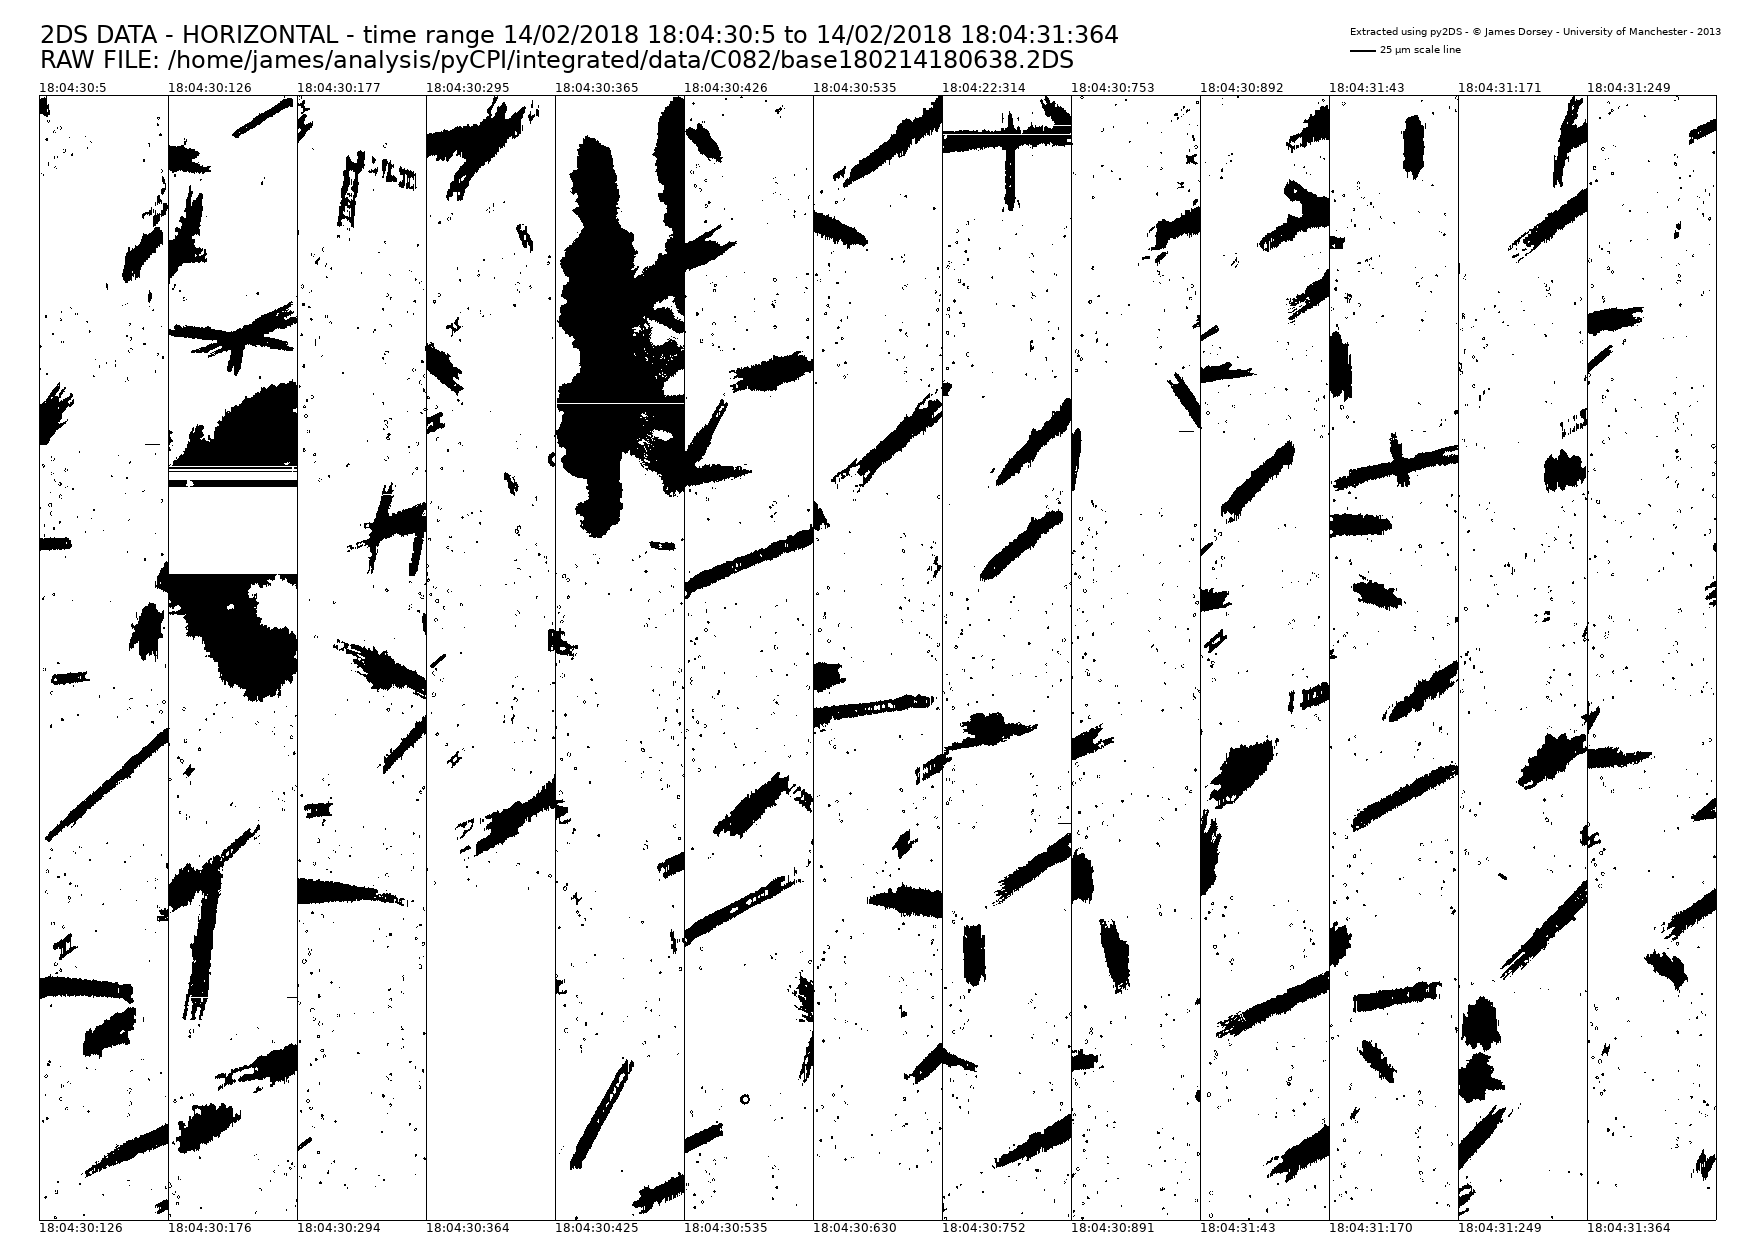 2DS DATA - HORIZONTAL - time range 14/02/2018 18:04:30:5 to 14/02/2018 18:04:31:364
RAW FILE: /home/james/analysis/pyCPI/integrated/data/C082/base180214180638.2DS
Extracted using py2DS - © James Dorsey - University of Manchester - 2013
25 µm scale line
18:04:30:5 18:04:30:126 18:04:30:177 18:04:30:295 18:04:30:365 18:04:30:426 18:04:30:535 18:04:22:314 18:04:30:753 18:04:30:892 18:04:31:43 18:04:31:171 18:04:31:249
18:04:30:126 18:04:30:176 18:04:30:294 18:04:30:364 18:04:30:425 18:04:30:535 18:04:30:630 18:04:30:752 18:04:30:891 18:04:31:43 18:04:31:170 18:04:31:249 18:04:31:364